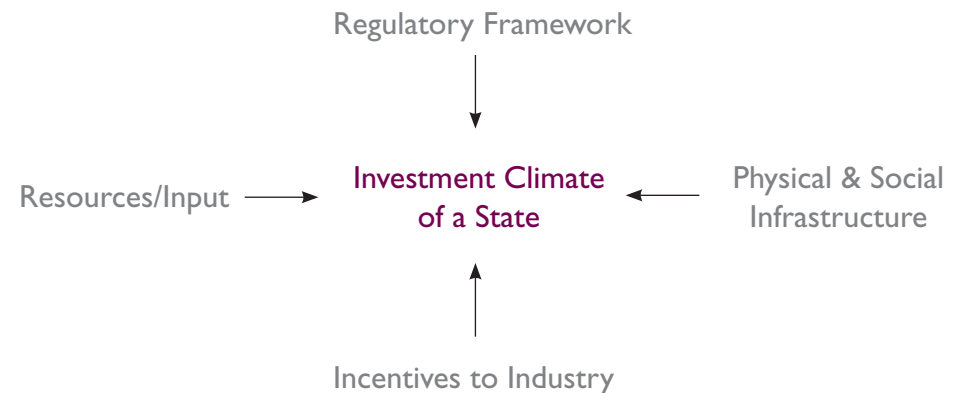 Regulatory Framework
Resources/Input
Investment Climate
of a State
Physical & Social
Infrastructure
Incentives to Industry